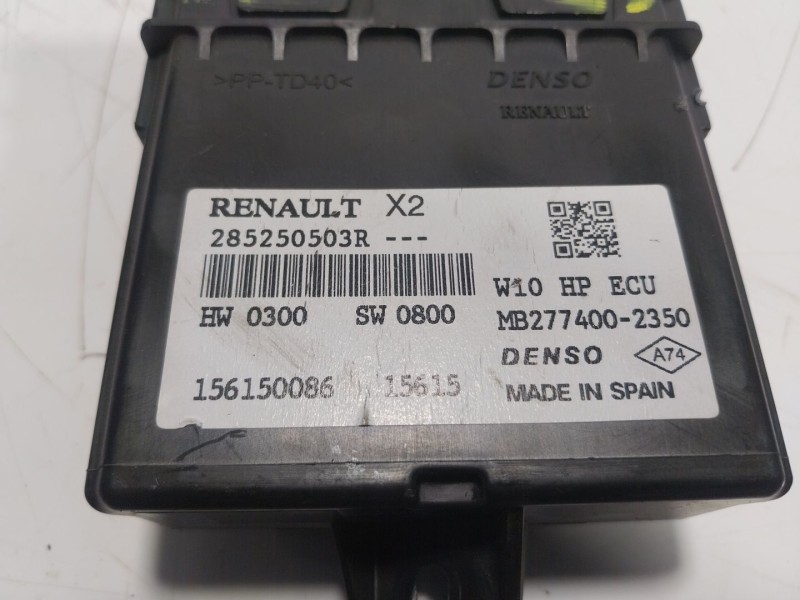 >PP-TD40<
DENSO
RENAULT
RENAULT X2
285250503R ---
HW 0300 SW 0800
156150086 15615
W10 HP ECU
MB277400-2350
DENSO A74
MADE IN SPAIN